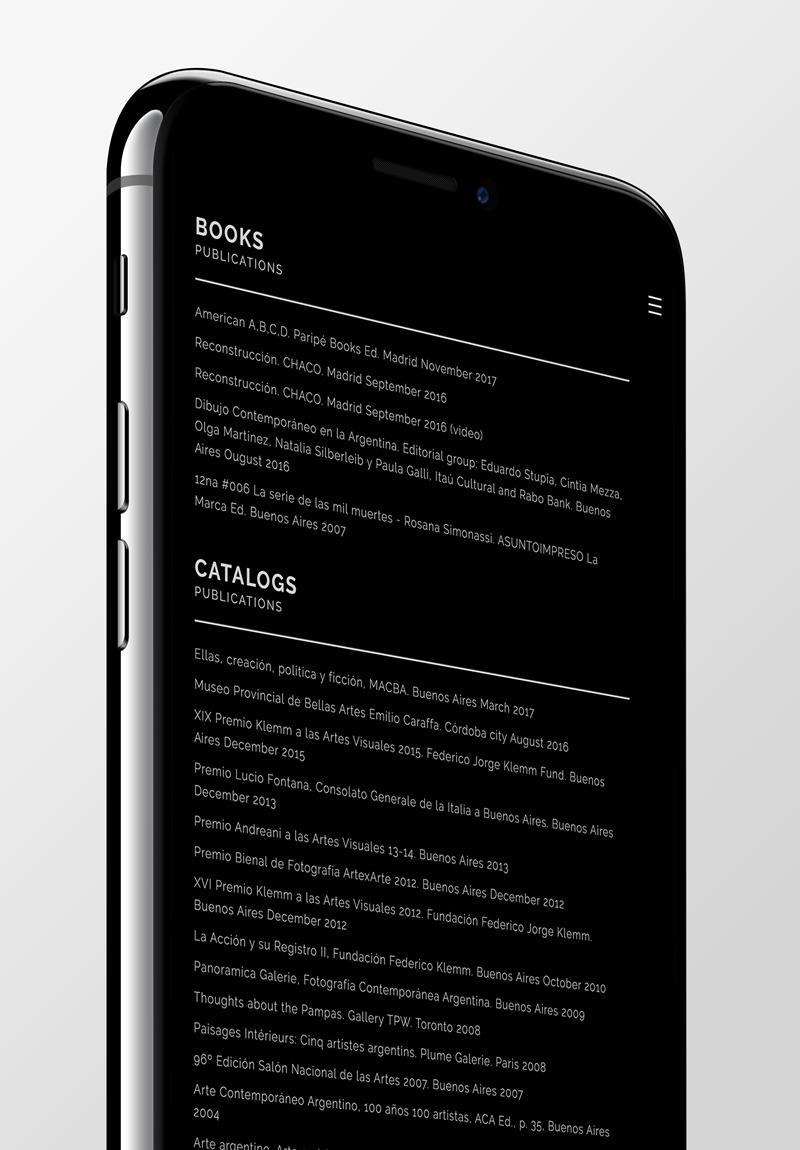 BOOKS
PUBLICATIONS
American A,B,C,D. Paripé Books Ed. Madrid November 2017
Reconstrucción. CHACO. Madrid September 2016
Reconstrucción. CHACO. Madrid September 2016 (video)
Dibujo Contemporáneo en la Argentina. Editorial group: Eduardo Stupia, Cintia Mezza,
Olga Martinez, Natalia Silberleib y Paula Galli, Itaú Cultural and Rabo Bank. Buenos
Aires Ougust 2016
12na #006 La serie de las mil muertes - Rosana Simonassi. ASUNTOIMPRESO La
Marca Ed. Buenos Aires 2007
CATALOGS
PUBLICATIONS
Ellas, creación, política y ficción, MACBA. Buenos Aires March 2017
Museo Provincial de Bellas Artes Emilio Caraffa. Córdoba city August 2016
XIX Premio Klemm a las Artes Visuales 2015. Federico Jorge Klemm Fund. Buenos
Aires December 2015
Premio Lucio Fontana, Consolato Generale de la Italia a Buenos Aires. Buenos Aires
December 2013
Premio Andreani a las Artes Visuales 13-14. Buenos Aires 2013
Premio Bienal de Fotografía ArtexArte 2012. Buenos Aires December 2012
XVI Premio Klemm a las Artes Visuales 2012. Fundación Federico Jorge Klemm.
Buenos Aires December 2012
La Acción y su Registro II, Fundación Federico Klemm. Buenos Aires October 2010
Panoramica Galerie, Fotografía Contemporánea Argentina. Buenos Aires 2009
Thoughts about the Pampas. Gallery TPW. Toronto 2008
Paisages Intérieurs: Cinq artistes argentins. Plume Galerie. Paris 2008
96º Edición Salón Nacional de las Artes 2007. Buenos Aires 2007
Arte Contemporáneo Argentino, 100 años 100 artistas, ACA Ed., p. 35. Buenos Aires
2004
Arte argentino.